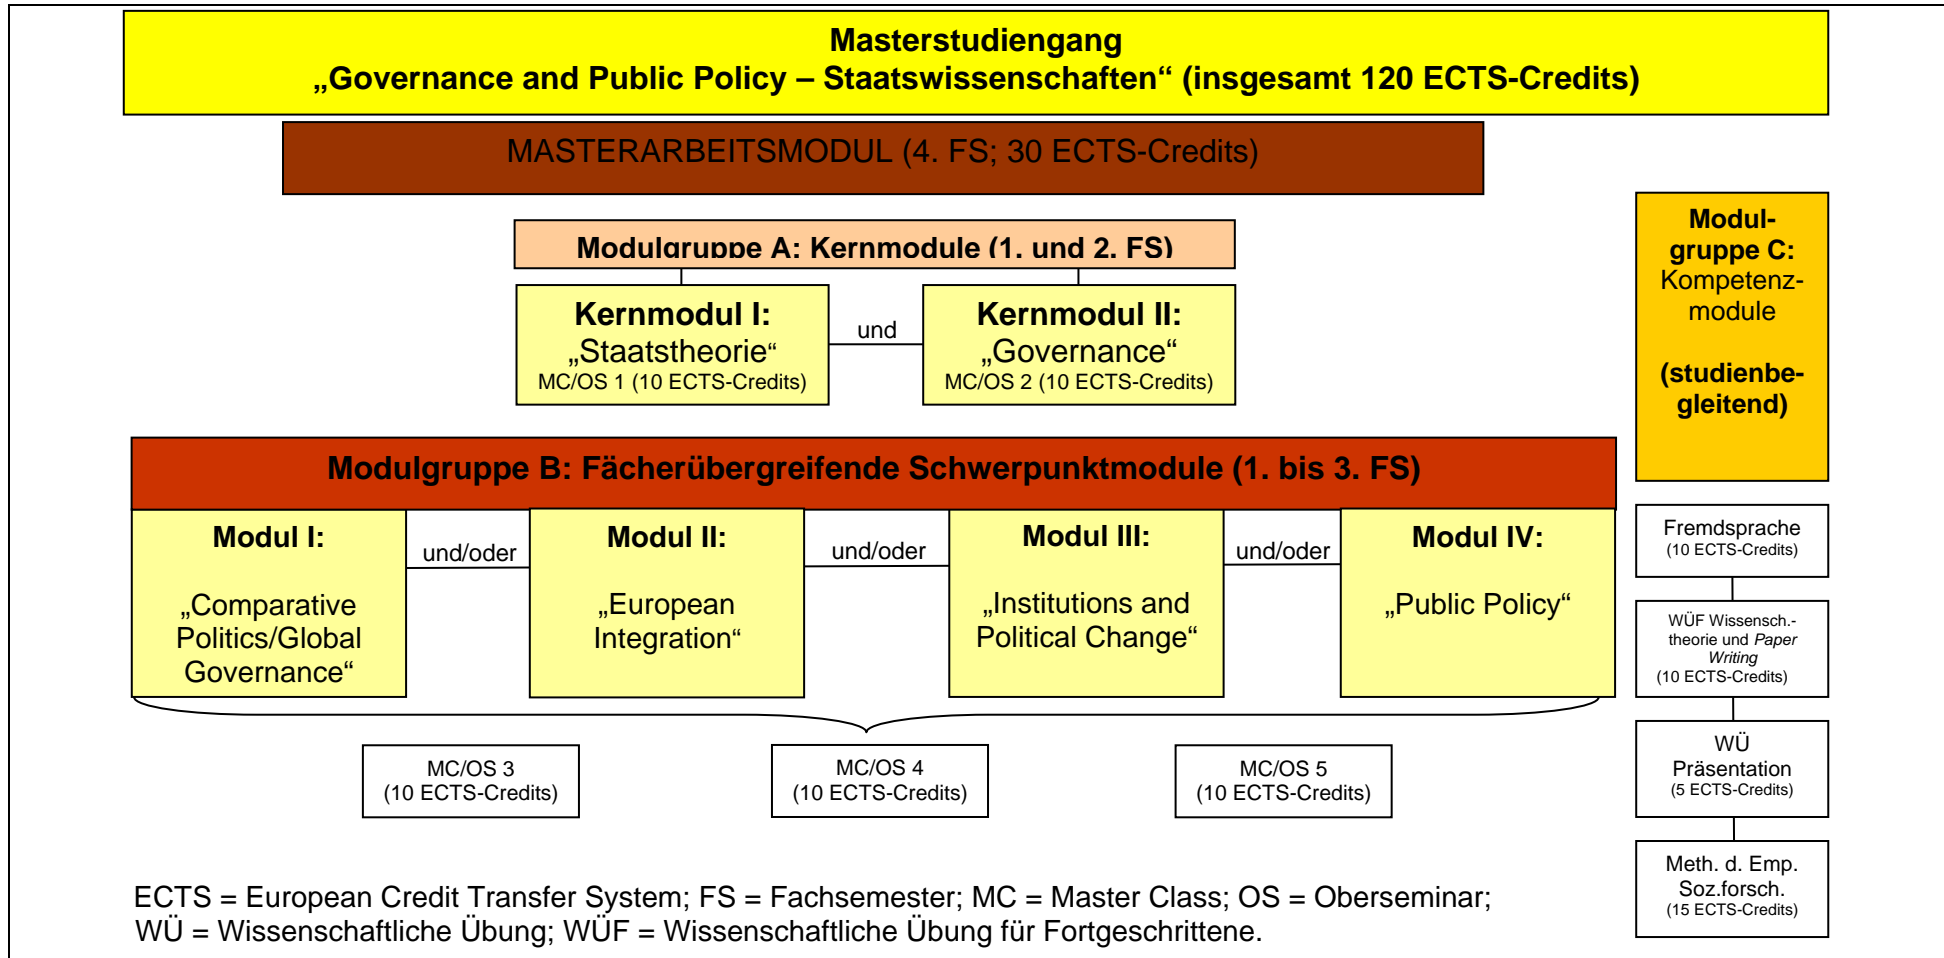 Masterstudiengang
„Governance and Public Policy – Staatswissenschaften“ (insgesamt 120 ECTS-Credits)
MASTERARBEITSMODUL (4. FS; 30 ECTS-Credits)
Modulgruppe A: Kernmodule (1. und 2. FS)
Kernmodul I:
„Staatstheorie“
MC/OS 1 (10 ECTS-Credits)
und
Kernmodul II:
„Governance“
MC/OS 2 (10 ECTS-Credits)
Modulgruppe B: Fächerübergreifende Schwerpunktmodule (1. bis 3. FS)
Modul I:
„Comparative
Politics/Global
Governance“
und/oder
Modul II:
„European
Integration“
und/oder
Modul III:
„Institutions and
Political Change“
und/oder
Modul IV:
„Public Policy“
MC/OS 3
(10 ECTS-Credits)
MC/OS 4
(10 ECTS-Credits)
MC/OS 5
(10 ECTS-Credits)
Modul-
gruppe C:
Kompetenz-
module
(studienbe-
gleitend)
Fremdsprache
(10 ECTS-Credits)
WÜF Wissensch.-
theorie und Paper
Writing
(10 ECTS-Credits)
WÜ
Präsentation
(5 ECTS-Credits)
Meth. d. Emp.
Soz.forsch.
(15 ECTS-Credits)
ECTS = European Credit Transfer System; FS = Fachsemester; MC = Master Class; OS = Oberseminar;
WÜ = Wissenschaftliche Übung; WÜF = Wissenschaftliche Übung für Fortgeschrittene.